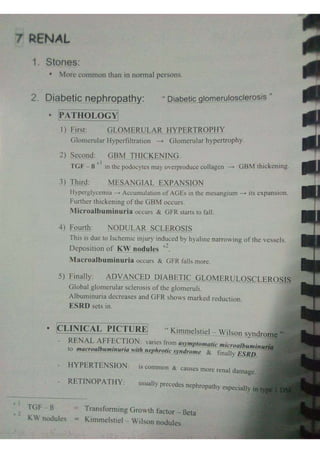 7 RENAL
1. Stones:
• More common than in normal persons.
2. Diabetic nephropathy: " Diabetic glomerulosclerosis "
• PATHOLOGY
1) First: GLOMERULAR HYPERTROPHY
Glomerular Hyperfiltration → Glomerular hypertrophy.
2) Second: GBM THICKENING.
TGF – B *1 in the podocytes may overproduce collagen → GBM thickening.
3) Third: MESANGIAL EXPANSION
Hyperglycemia → Accumulation of AGEs in the mesangium → its expansion.
Further thickening of the GBM occurs.
Microalbuminuria occurs & GFR starts to fall.
4) Fourth: NODULAR SCLEROSIS
This is due to Ischemic injury induced by hyaline narrowing of the vessels.
Deposition of KW nodules *2.
Macroalbuminuria occurs & GFR falls more.
5) Finally: ADVANCED DIABETIC GLOMERULOSCLEROSIS
Global glomerular sclerosis of the glomeruli.
Albuminuria decreases and GFR shows marked reduction.
ESRD sets in.
• CLINICAL PICTURE " Kimmelstiel – Wilson syndrome "
- RENAL AFFECTION: varies from asymptomatic microalbuminuria
to macroalbuminuria with nephrotic syndrome & finally ESRD.
- HYPERTENSION: is common & causes more renal damage.
- RETINOPATHY: usually precedes nephropathy especially in type 1 DM.
*1 TGF – B = Transforming Growth factor – Beta
*2 KW nodules = Kimmelstiel – Wilson nodules.